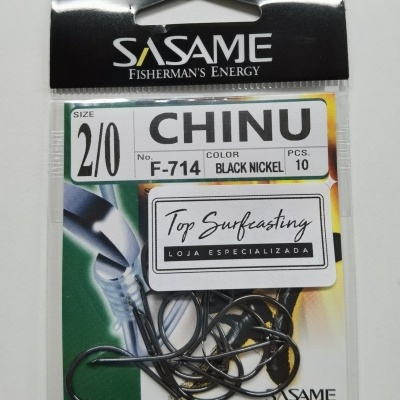 SASAME
FISHERMAN'S ENERGY
SIZE
2/0
CHINU
No. F-714
COLOR BLACK NICKEL
PCS. 10
Top Surfcasting
LOJA ESPECIALIZADA
SASAME